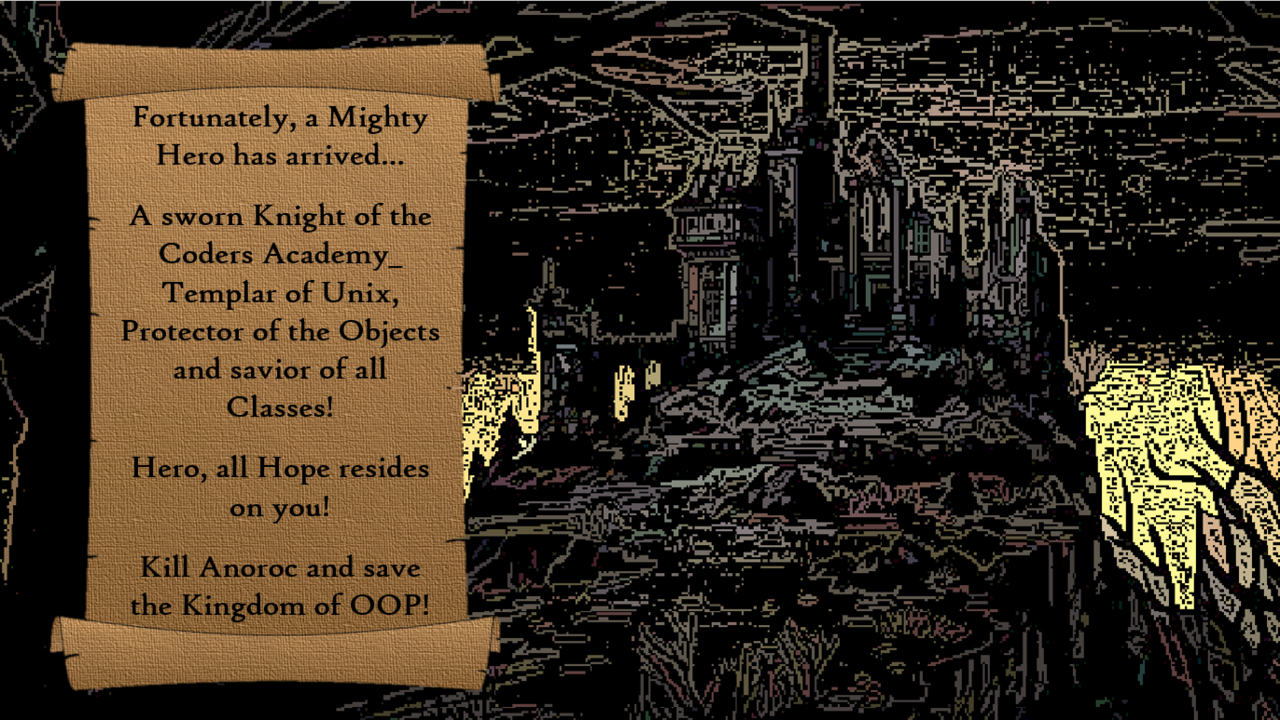 Fortunately, a Mighty
Hero has arrived...
A sworn Knight of the
Coders Academy_
Templar of Unix,
Protector of the Objects
and savior of all
Classes!
Hero, all Hope resides
on you!
Kill Anoroc and save
the Kingdom of OOP!